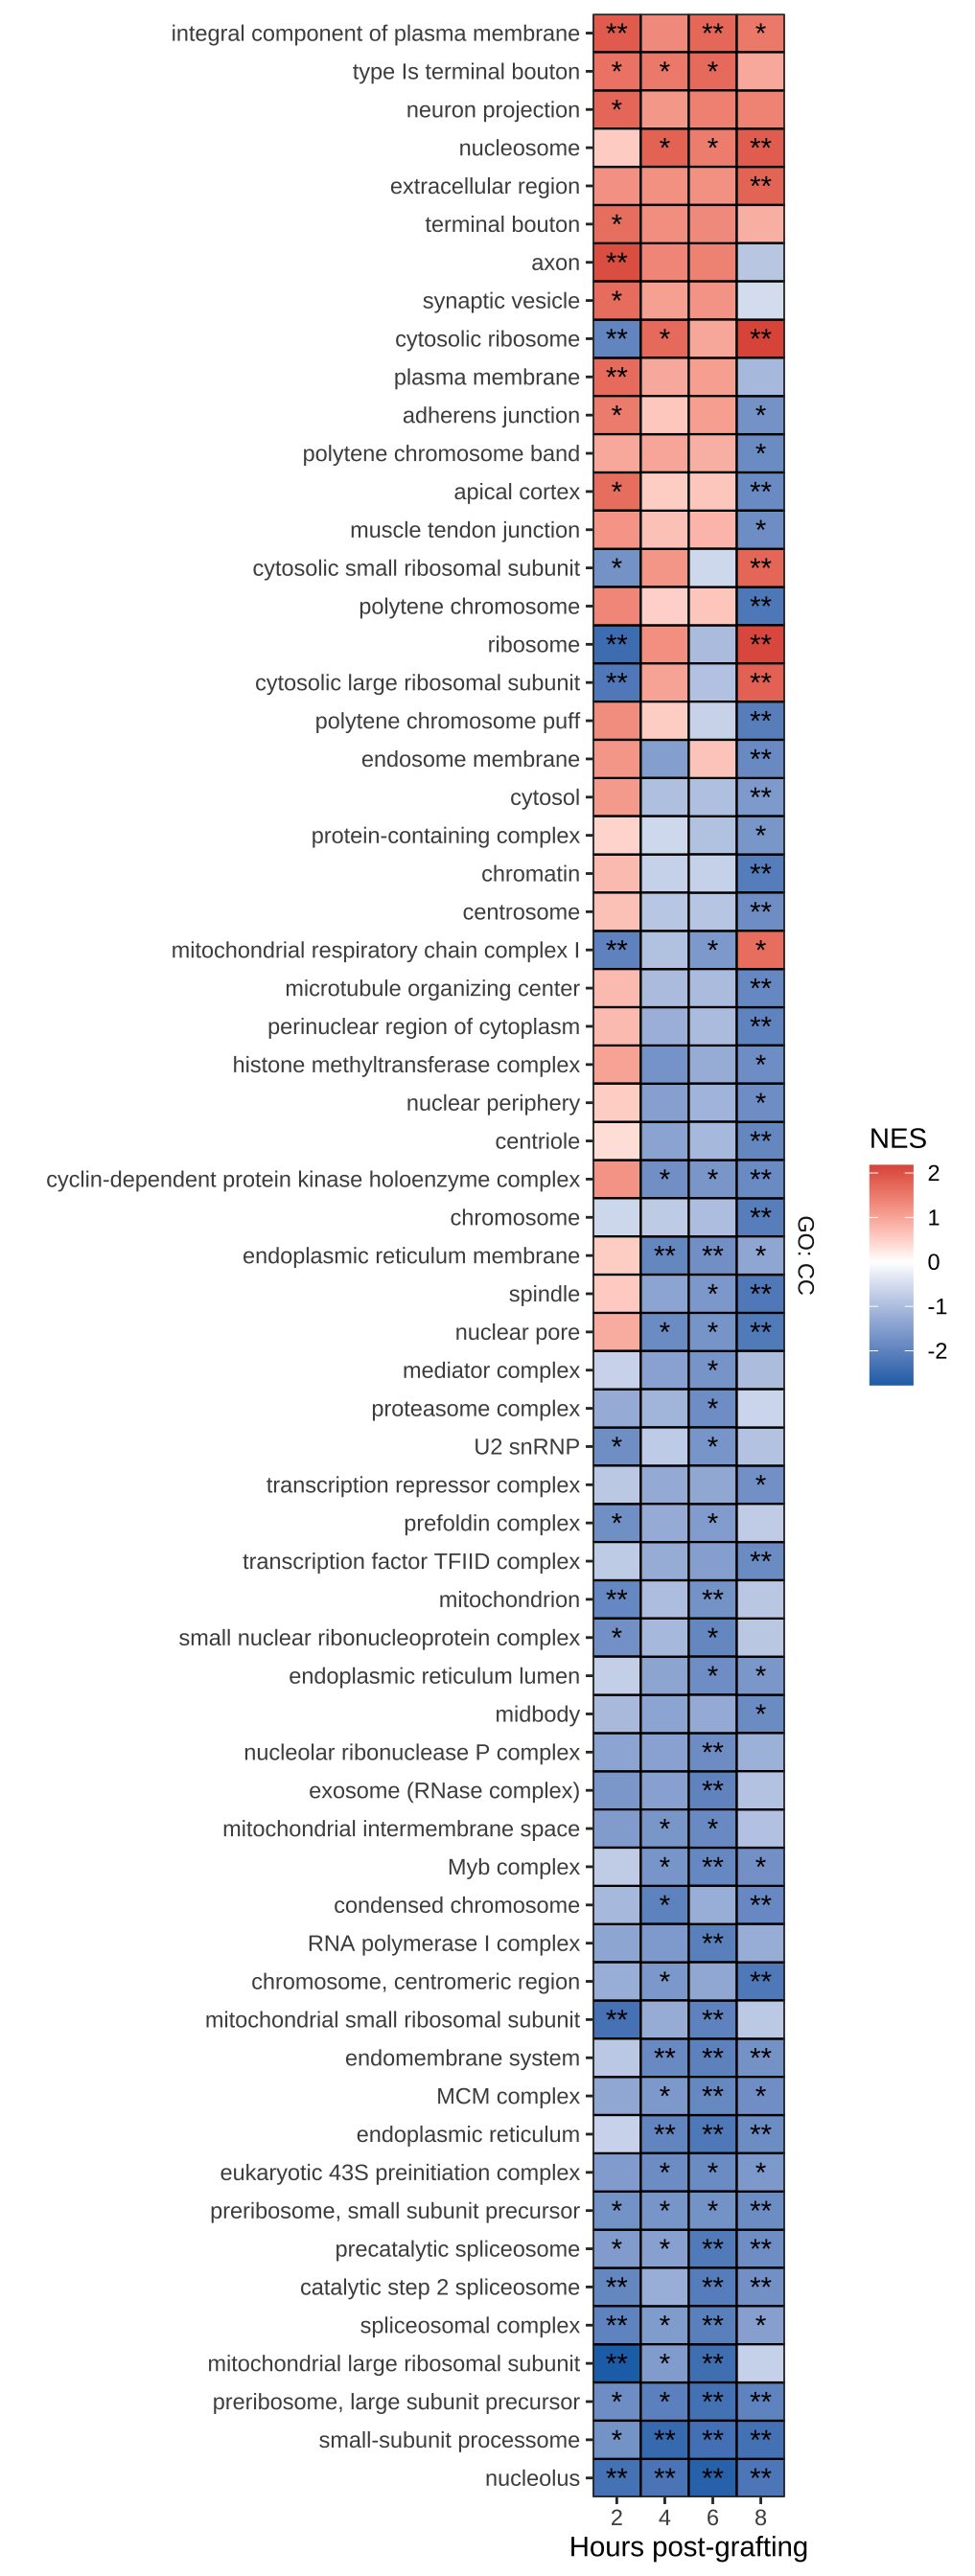 integral component of plasma membrane ** ** *
type Is terminal bouton * * *
neuron projection *
nucleosome * * **
extracellular region **
terminal bouton *
axon **
synaptic vesicle *
cytosolic ribosome ** * **
plasma membrane **
adherens junction * *
polytene chromosome band *
apical cortex * **
muscle tendon junction *
cytosolic small ribosomal subunit * **
polytene chromosome **
ribosome ** **
cytosolic large ribosomal subunit ** **
polytene chromosome puff **
endosome membrane **
cytosol **
protein-containing complex *
chromatin **
centrosome **
mitochondrial respiratory chain complex I ** * *
microtubule organizing center **
perinuclear region of cytoplasm **
histone methyltransferase complex *
nuclear periphery *
centriole **
cyclin-dependent protein kinase holoenzyme complex * * **
chromosome **
endoplasmic reticulum membrane ** ** *
spindle * **
nuclear pore * * **
mediator complex *
proteasome complex *
U2 snRNP * *
transcription repressor complex *
prefoldin complex * *
transcription factor TFIID complex **
mitochondrion ** **
small nuclear ribonucleoprotein complex * *
endoplasmic reticulum lumen * *
midbody *
nucleolar ribonuclease P complex **
exosome (RNase complex) **
mitochondrial intermembrane space * *
Myb complex * ** *
condensed chromosome * **
RNA polymerase I complex **
chromosome, centromeric region * **
mitochondrial small ribosomal subunit ** **
endomembrane system ** ** **
MCM complex * ** *
endoplasmic reticulum ** ** **
eukaryotic 43S preinitiation complex * * *
preribosome, small subunit precursor * * * **
precatalytic spliceosome * * ** **
catalytic step 2 spliceosome ** ** **
spliceosomal complex ** * ** *
mitochondrial large ribosomal subunit ** * **
preribosome, large subunit precursor * * ** **
small-subunit processome * ** ** **
nucleolus ** ** ** **
2 4 6 8
Hours post-grafting
GO: CC
NES
2
1
0
-1
-2